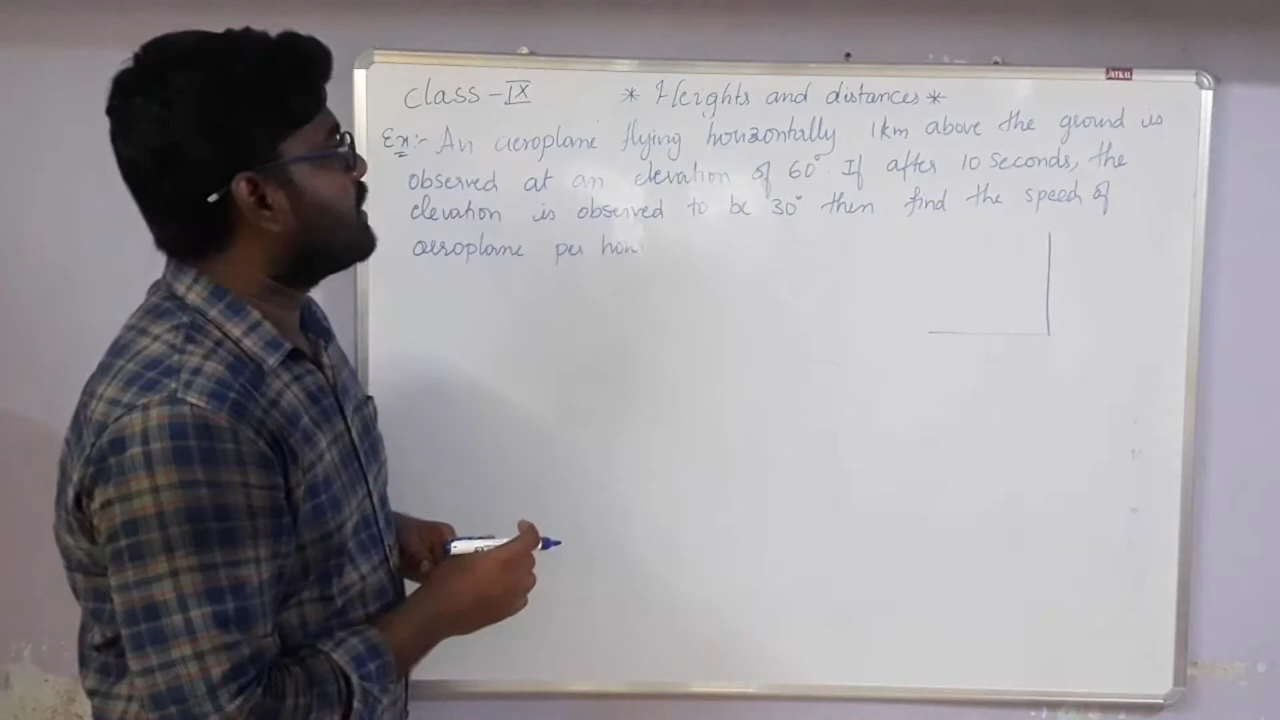 class - IX
* Heights and distances *
Ex:- An aeroplane flying horizontally 1km above the ground is
observed at an elevation of 60°. If after 10 seconds, the
elevation is observed to be 30° then find the speed of
aeroplane per hour
JAYKAL